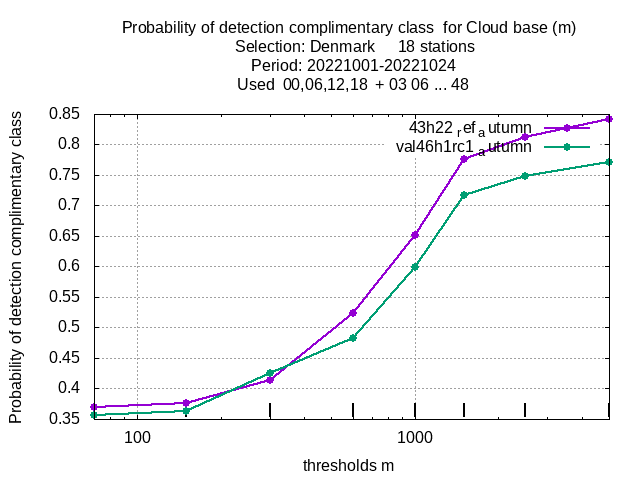 Probability of detection complimentary class  for Cloud base (m)
Selection: Denmark     18 stations
Period: 20221001-20221024
Used  00,06,12,18  + 03 06 ... 48
Probability of detection complimentary class
0.85
0.8
0.75
0.7
0.65
0.6
0.55
0.5
0.45
0.4
0.35
43h22_ref_autumn
val46h1rc1_autumn
100
1000
thresholds m